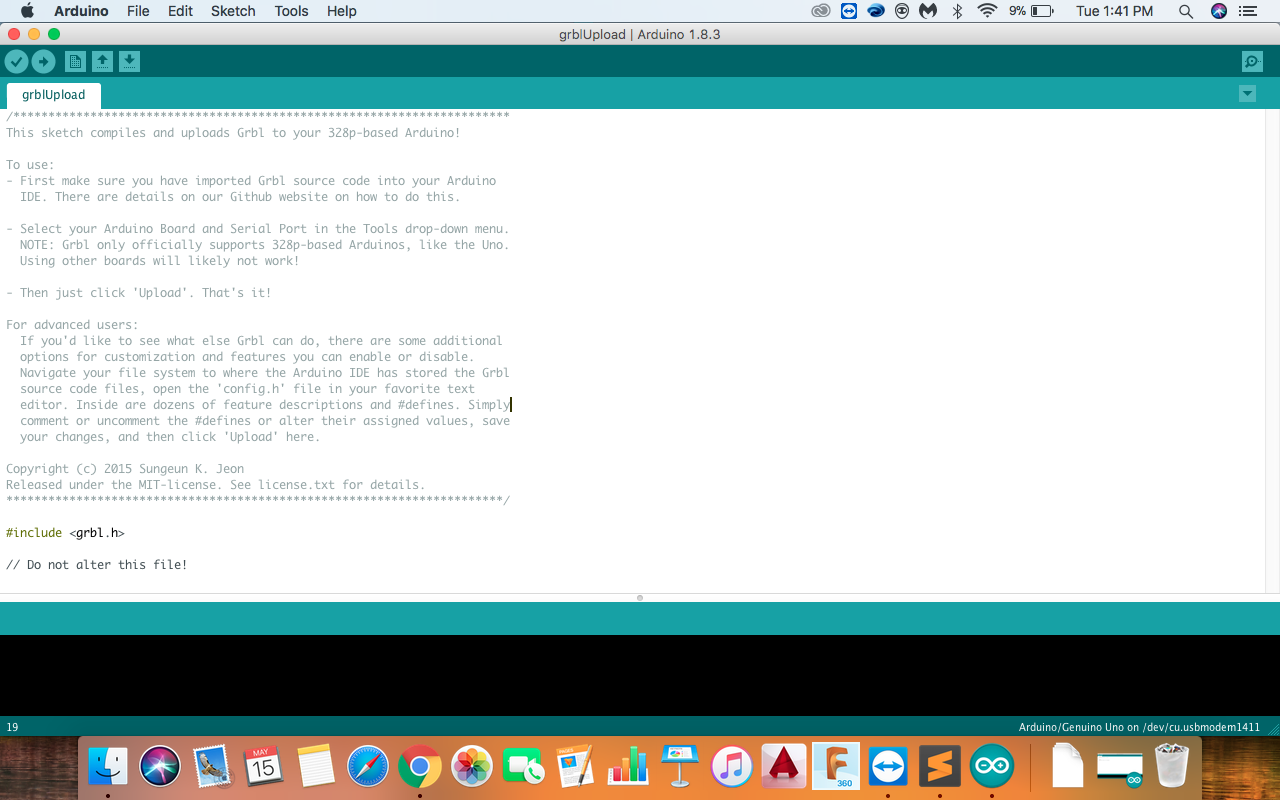 Arduino File Edit Sketch Tools Help 9% Tue 1:41 PM
grblUpload | Arduino 1.8.3
grblUpload
/***********************************************************************
This sketch compiles and uploads Grbl to your 328p-based Arduino!
To use:
- First make sure you have imported Grbl source code into your Arduino
IDE. There are details on our Github website on how to do this.
- Select your Arduino Board and Serial Port in the Tools drop-down menu.
NOTE: Grbl only officially supports 328p-based Arduinos, like the Uno.
Using other boards will likely not work!
- Then just click 'Upload'. That's it!
For advanced users:
If you'd like to see what else Grbl can do, there are some additional
options for customization and features you can enable or disable.
Navigate your file system to where the Arduino IDE has stored the Grbl
source code files, open the 'config.h' file in your favorite text
editor. Inside are dozens of feature descriptions and #defines. Simply
comment or uncomment the #defines or alter their assigned values, save
your changes, and then click 'Upload' here.
Copyright (c) 2015 Sungeun K. Jeon
Released under the MIT-license. See license.txt for details.
***********************************************************************/
#include <grbl.h>
// Do not alter this file!
19 Arduino/Genuino Uno on /dev/cu.usbmodem1411
MAY
15
PAGES
360